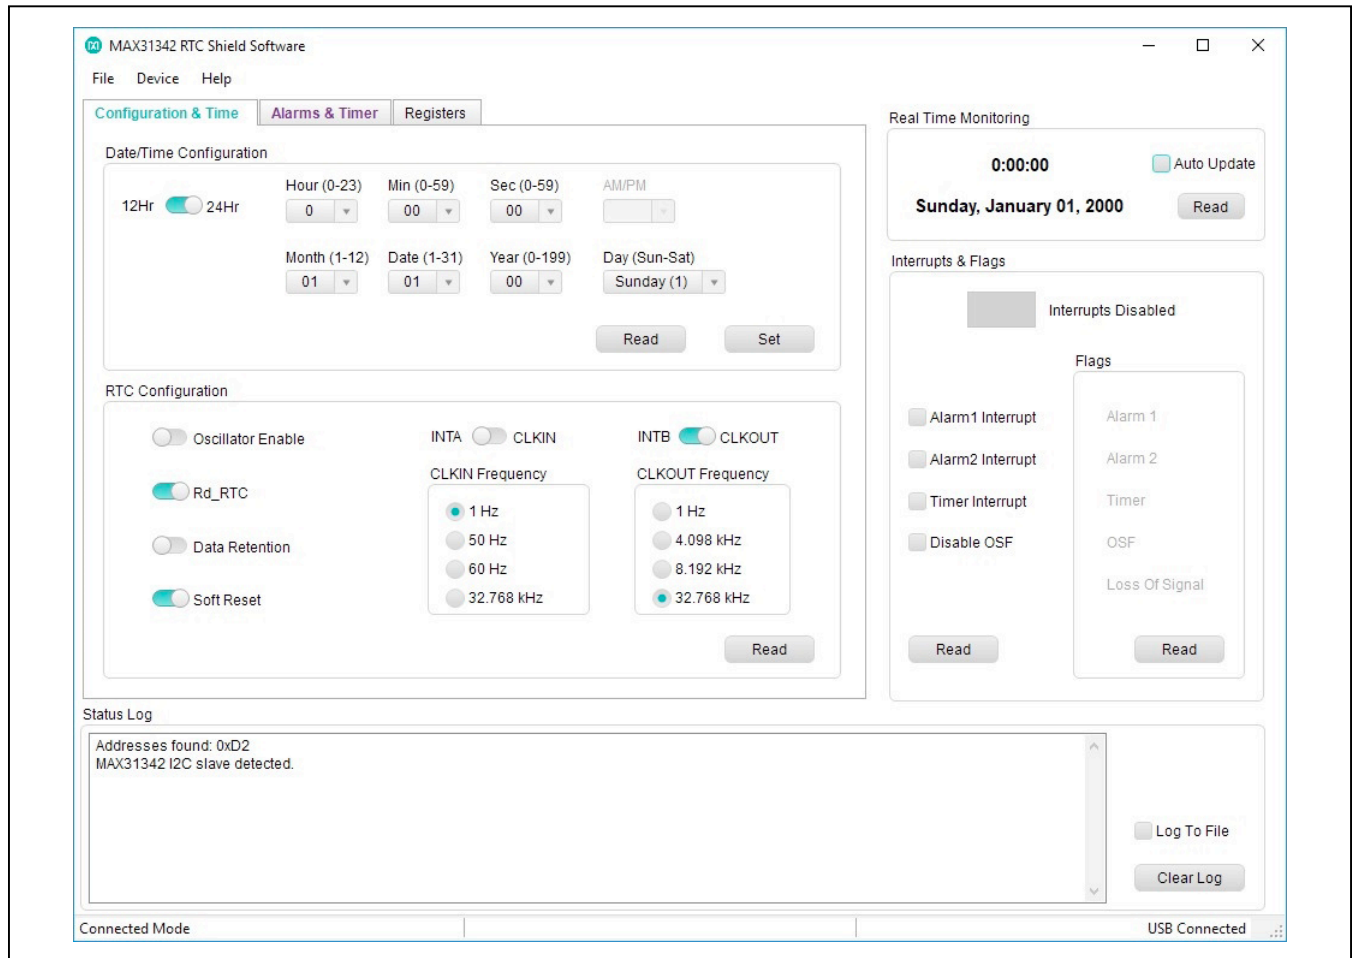 MAX31342 RTC Shield Software
File Device Help
Configuration & Time Alarms & Timer Registers
Date/Time Configuration
12Hr 24Hr
Hour (0-23) Min (0-59) Sec (0-59) AM/PM
0 00 00
Month (1-12) Date (1-31) Year (0-199) Day (Sun-Sat)
01 01 00 Sunday (1)
Read Set
RTC Configuration
Oscillator Enable
Rd_RTC
Data Retention
Soft Reset
INTA CLKIN
CLKIN Frequency
1 Hz
50 Hz
60 Hz
32.768 kHz
INTB CLKOUT
CLKOUT Frequency
1 Hz
4.098 kHz
8.192 kHz
32.768 kHz
Read
Real Time Monitoring
0:00:00 Auto Update
Sunday, January 01, 2000 Read
Interrupts & Flags
Interrupts Disabled
Alarm1 Interrupt
Alarm2 Interrupt
Timer Interrupt
Disable OSF
Read
Flags
Alarm 1
Alarm 2
Timer
OSF
Loss Of Signal
Read
Status Log
Addresses found: 0xD2
MAX31342 I2C slave detected.
Log To File
Clear Log
Connected Mode USB Connected